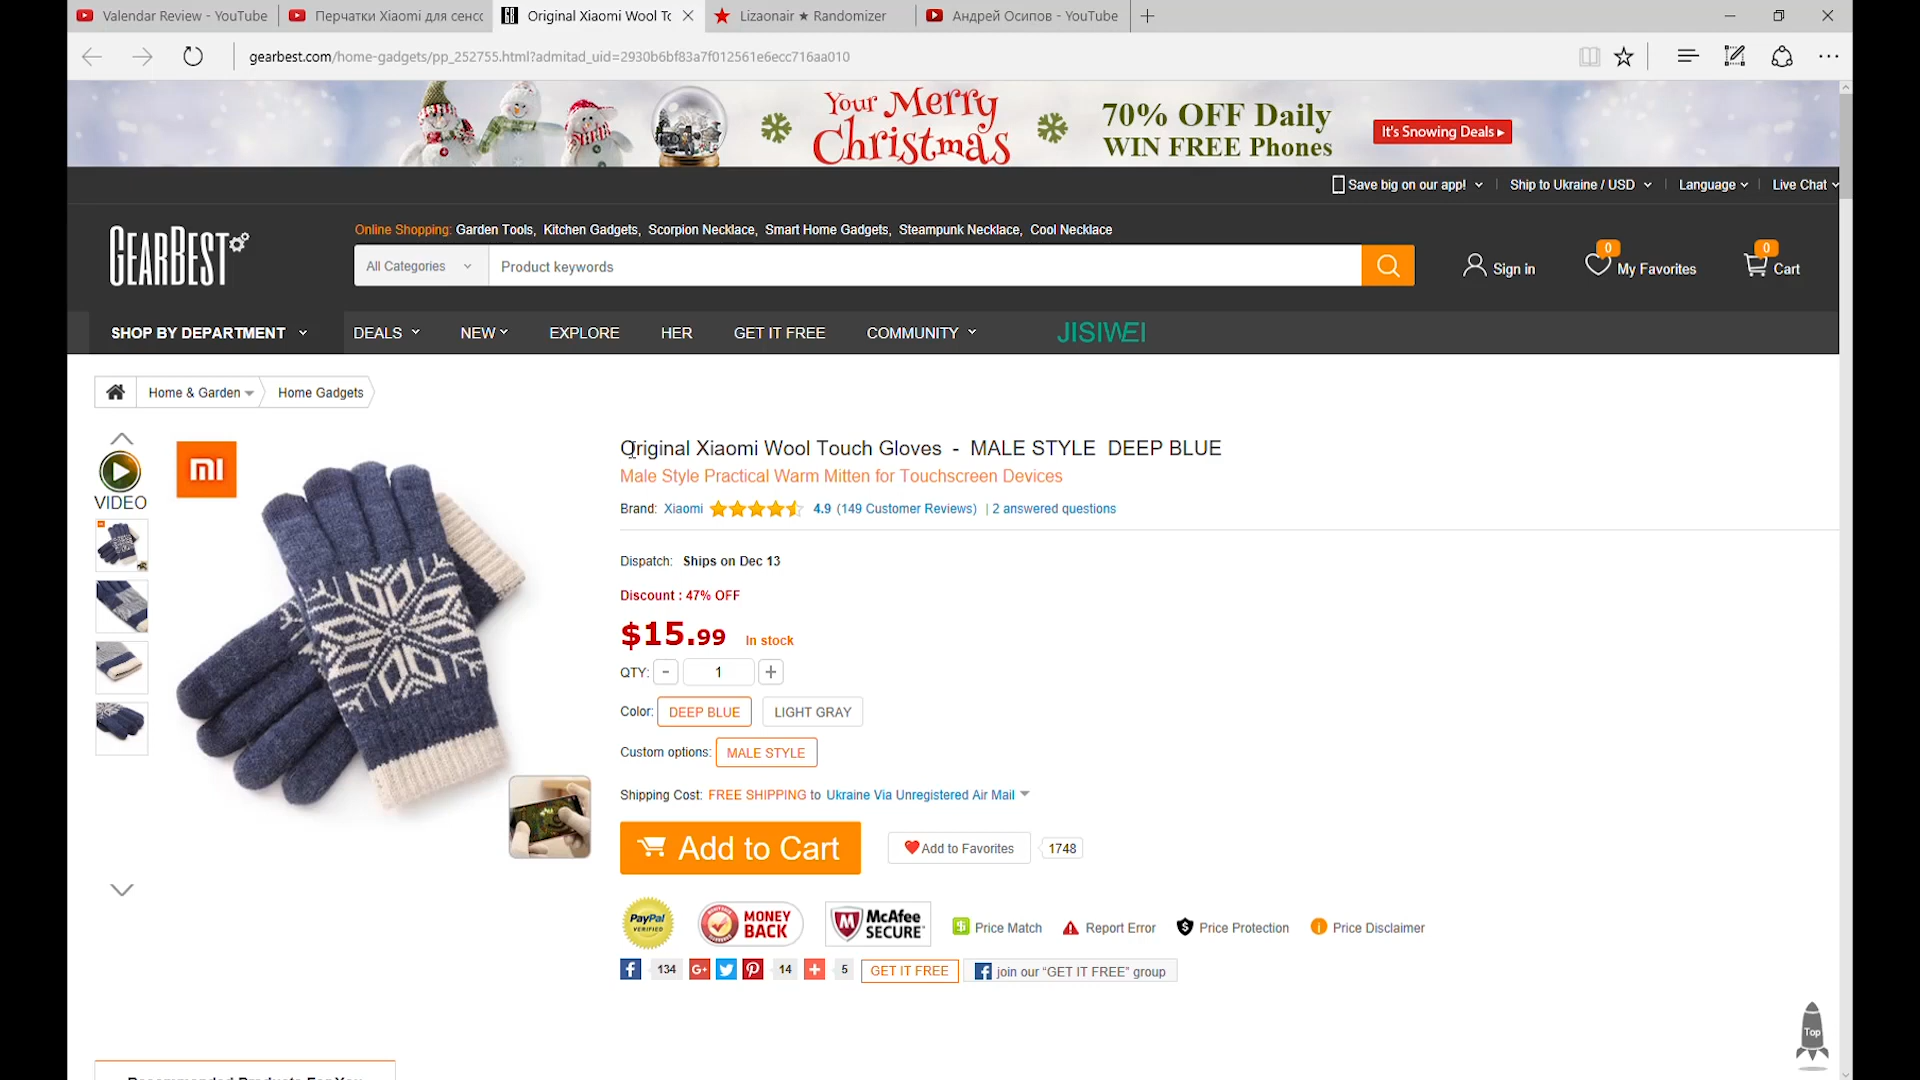 Valendar Review - YouTube
Перчатки Xiaomi для сенсо
Original Xiaomi Wool To
Lizaonair ★ Randomizer
Андрей Осипов - YouTube
gearbest.com/home-gadgets/pp_252755.html?admitad_uid=2930b6bf83a7f012561e6ecc716aa010
Your Merry Christmas
70% OFF Daily
WIN FREE Phones
It's Snowing Deals
Save big on our app!
Ship to Ukraine / USD
Language
Live Chat
GEARBEST
Online Shopping: Garden Tools, Kitchen Gadgets, Scorpion Necklace, Smart Home Gadgets, Steampunk Necklace, Cool Necklace
All Categories
Product keywords
Sign in
0
My Favorites
0
Cart
SHOP BY DEPARTMENT
DEALS
NEW
EXPLORE
HER
GET IT FREE
COMMUNITY
JISIWEI
Home & Garden
Home Gadgets
VIDEO
MI
Original Xiaomi Wool Touch Gloves - MALE STYLE DEEP BLUE
Male Style Practical Warm Mitten for Touchscreen Devices
Brand: Xiaomi 4.9 (149 Customer Reviews) | 2 answered questions
Dispatch: Ships on Dec 13
Discount : 47% OFF
$15.99 In stock
QTY: - 1 +
Color: DEEP BLUE LIGHT GRAY
Custom options: MALE STYLE
Shipping Cost: FREE SHIPPING to Ukraine Via Unregistered Air Mail
Add to Cart
Add to Favorites
1748
PayPal VERIFIED
MONEY BACK
McAfee SECURE
Price Match
Report Error
Price Protection
Price Disclaimer
134
G+
14
5
GET IT FREE
join our “GET IT FREE” group
Top
Recommended Products For You